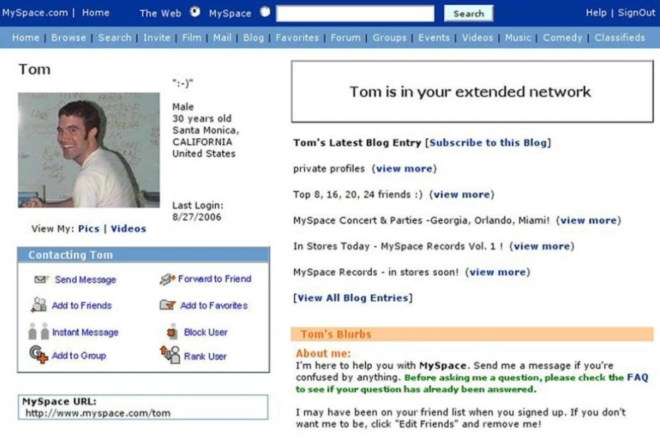 MySpace.com | Home
The Web MySpace
Search
Help | SignOut
Home | Browse | Search | Invite | Film | Mail | Blog | Favorites | Forum | Groups | Events | Videos | Music | Comedy | Classifieds
Tom
":-)"
Male
30 years old
Santa Monica,
CALIFORNIA
United States
Last Login:
8/27/2006
View My: Pics | Videos
Contacting Tom
Send Message
Forward to Friend
Add to Friends
Add to Favorites
Instant Message
Block User
Add to Group
Rank User
MySpace URL:
http://www.myspace.com/tom
Tom is in your extended network
Tom's Latest Blog Entry [Subscribe to this Blog]
private profiles (view more)
Top 8, 16, 20, 24 friends :) (view more)
MySpace Concert & Parties -Georgia, Orlando, Miami! (view more)
In Stores Today - MySpace Records Vol. 1 ! (view more)
MySpace Records - in stores soon! (view more)
[View All Blog Entries]
Tom's Blurbs
About me:
I'm here to help you with MySpace. Send me a message if you're
confused by anything. Before asking me a question, please check the FAQ
to see if your question has already been answered.
I may have been on your friend list when you signed up. If you don't
want me to be, click "Edit Friends" and remove me!